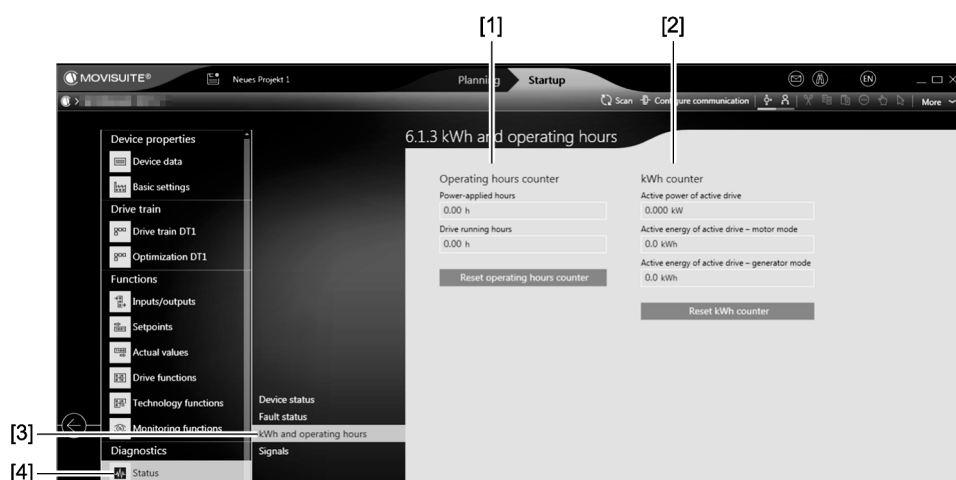 [1]
[2]
MOVISUITE®
Neues Projekt 1
Planning
Startup
EN
Scan
Configure communication
More
6.1.3 kWh and operating hours
Device properties
Device data
Basic settings
Drive train
Drive train DT1
Optimization DT1
Functions
Inputs/outputs
Setpoints
Actual values
Drive functions
Technology functions
Monitoring functions
Diagnostics
[4]
Status
Device status
Fault status
[3]
kWh and operating hours
Signals
Operating hours counter
Power-applied hours
0.00 h
Drive running hours
0.00 h
Reset operating hours counter
kWh counter
Active power of active drive
0.000 kW
Active energy of active drive – motor mode
0.0 kWh
Active energy of active drive – generator mode
0.0 kWh
Reset kWh counter